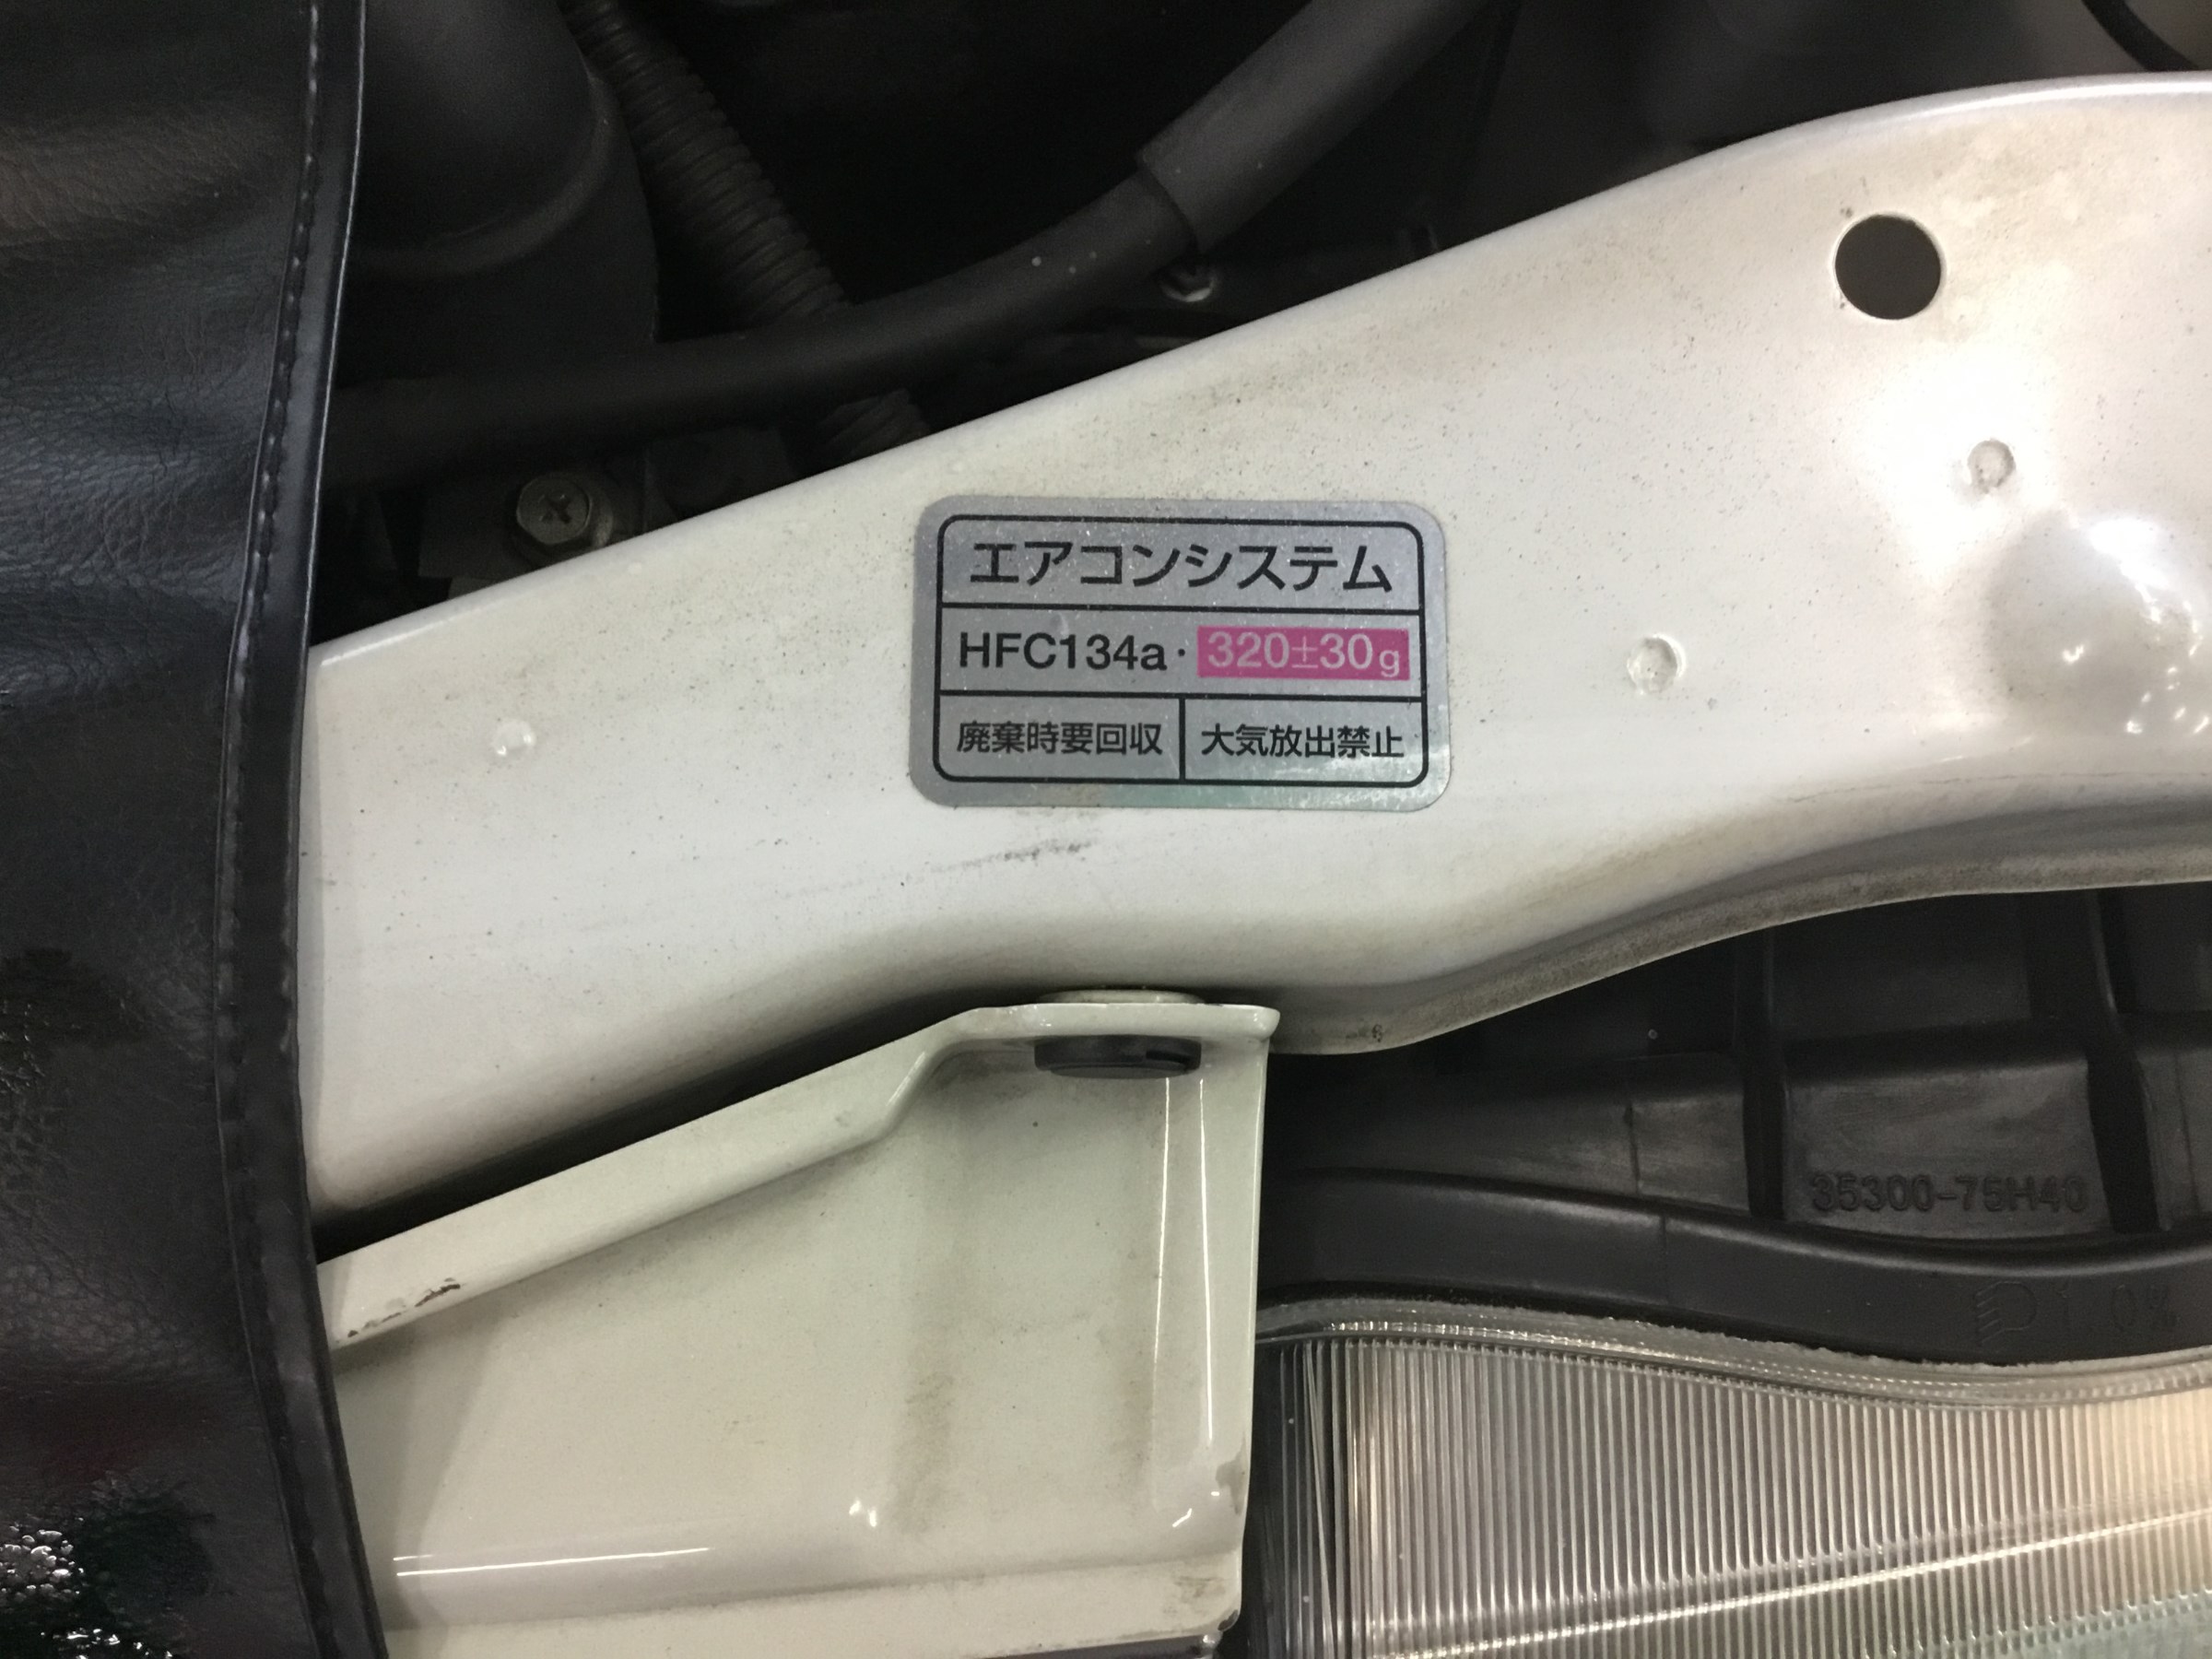 エアコンシステム
HFC134a・320±30g
廃棄時要回収
大気放出禁止
35300-75H40